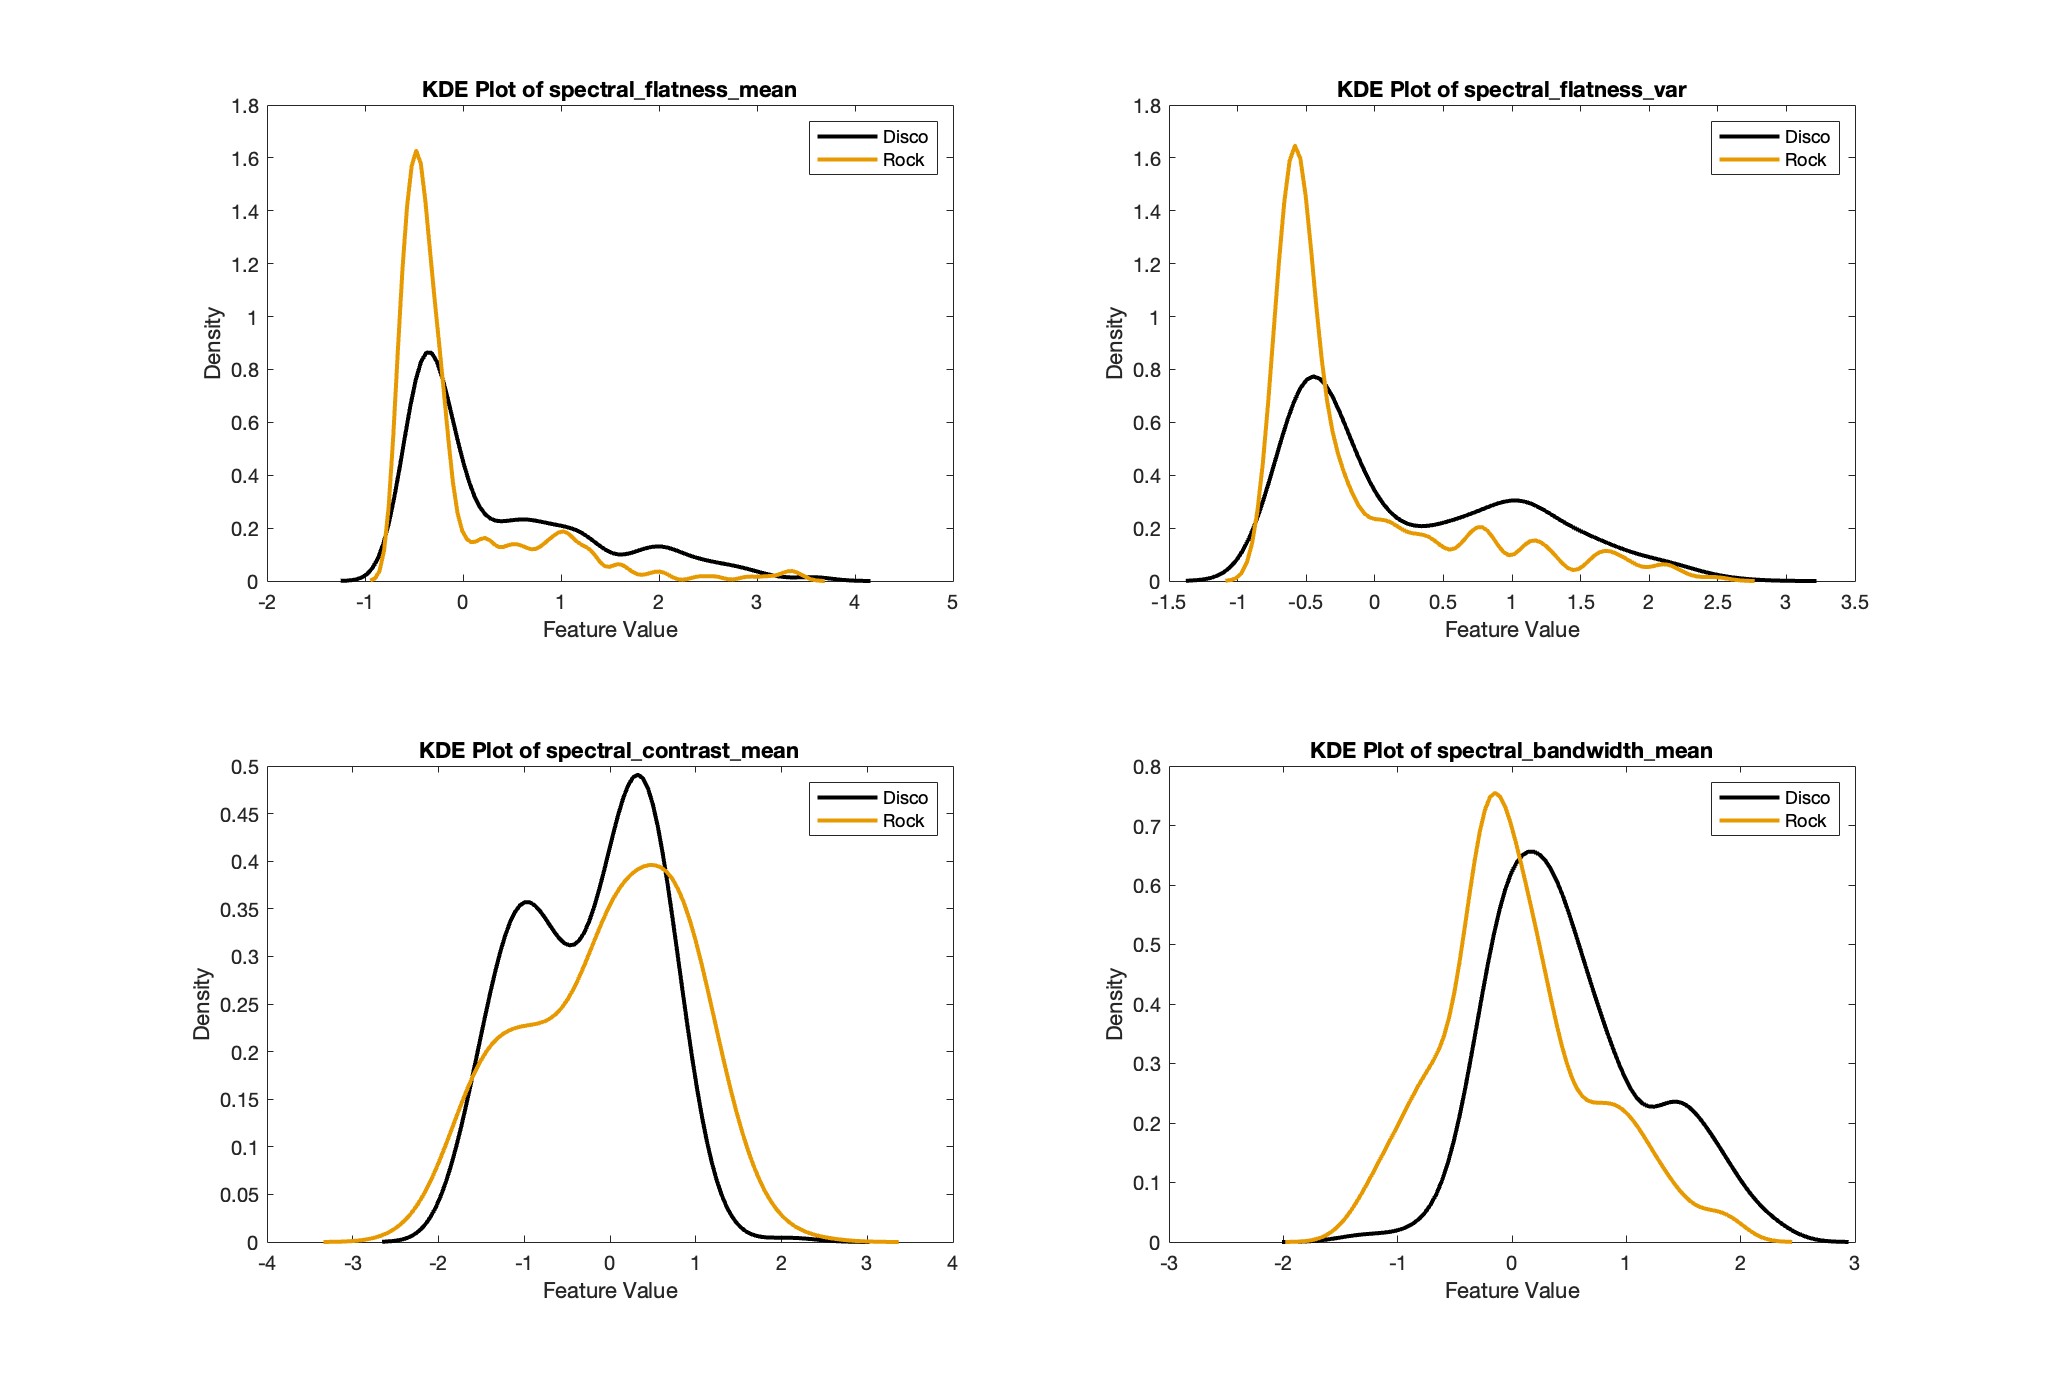 KDE Plot of spectral_flatness_mean
1.8
1.6
1.4
1.2
1
0.8
0.6
0.4
0.2
0
Density
-2 -1 0 1 2 3 4 5
Feature Value
Disco
Rock
KDE Plot of spectral_flatness_var
1.8
1.6
1.4
1.2
1
0.8
0.6
0.4
0.2
0
Density
-1.5 -1 -0.5 0 0.5 1 1.5 2 2.5 3 3.5
Feature Value
Disco
Rock
KDE Plot of spectral_contrast_mean
0.5
0.45
0.4
0.35
0.3
0.25
0.2
0.15
0.1
0.05
0
Density
-4 -3 -2 -1 0 1 2 3 4
Feature Value
Disco
Rock
KDE Plot of spectral_bandwidth_mean
0.8
0.7
0.6
0.5
0.4
0.3
0.2
0.1
0
Density
-3 -2 -1 0 1 2 3
Feature Value
Disco
Rock